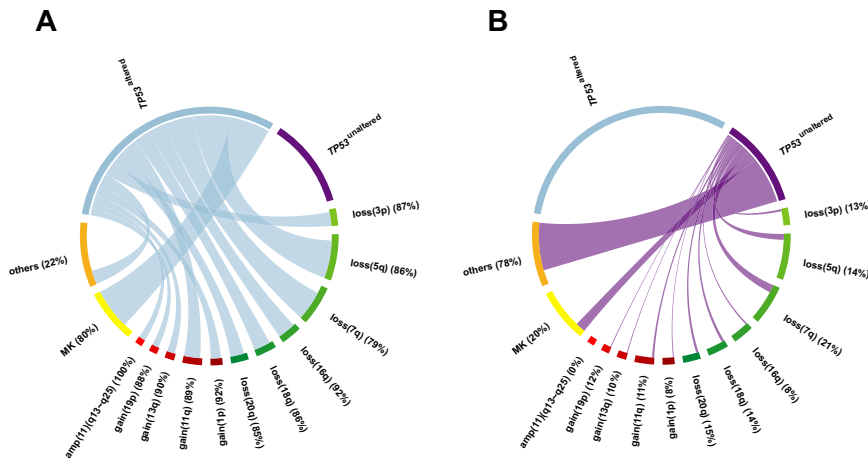 A
TP53 altered
TP53 unaltered
loss(3p) (87%)
loss(5q) (86%)
loss(7q) (79%)
loss(16q) (92%)
loss(18q) (86%)
loss(20q) (85%)
gain(1p) (92%)
gain(11q) (89%)
gain(13q) (90%)
gain(19p) (88%)
amp(11)(q13~q25) (100%)
MK (80%)
others (22%)
B
TP53 altered
TP53 unaltered
loss(3p) (13%)
loss(5q) (14%)
loss(7q) (21%)
loss(16q) (8%)
loss(18q) (14%)
loss(20q) (15%)
gain(1p) (8%)
gain(11q) (11%)
gain(13q) (10%)
gain(19p) (12%)
amp(11)(q13~q25) (0%)
MK (20%)
others (78%)